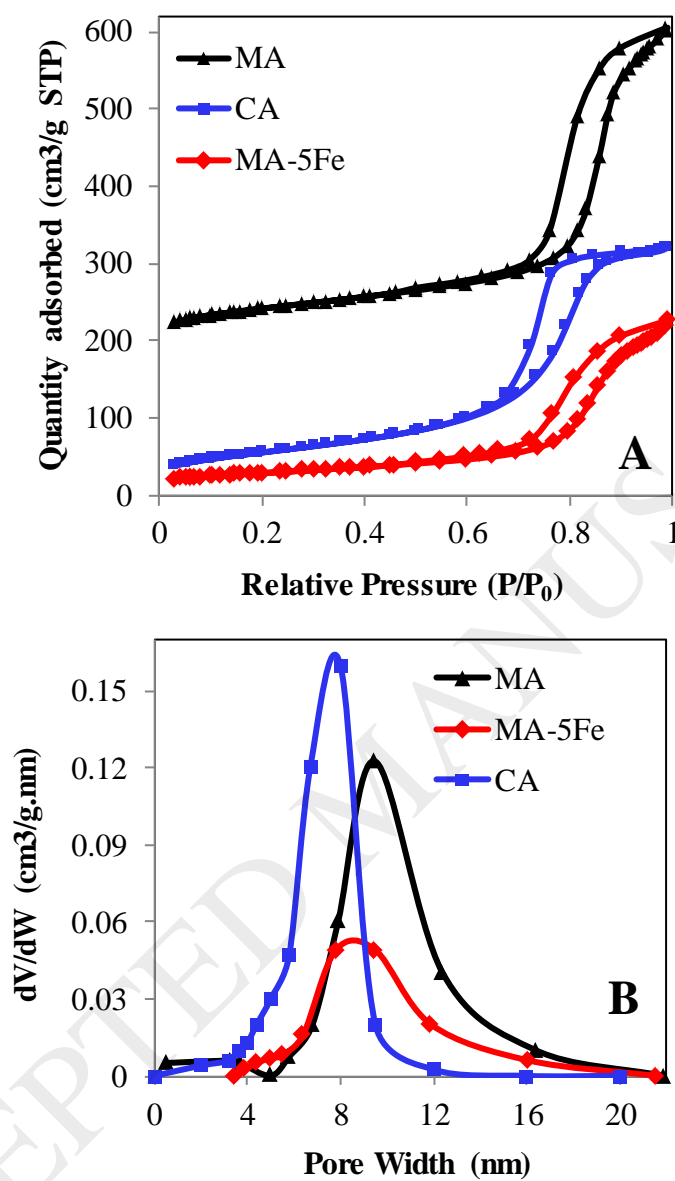 600
500
400
300
200
100
0
Quantity adsorbed (cm3/g STP)
MA
CA
MA-5Fe
A
0 0.2 0.4 0.6 0.8 1
Relative Pressure (P/P0)
0.15
0.12
0.09
0.06
0.03
0
dV/dW (cm3/g.nm)
MA
MA-5Fe
CA
B
0 4 8 12 16 20
Pore Width (nm)
EPTED MANUS